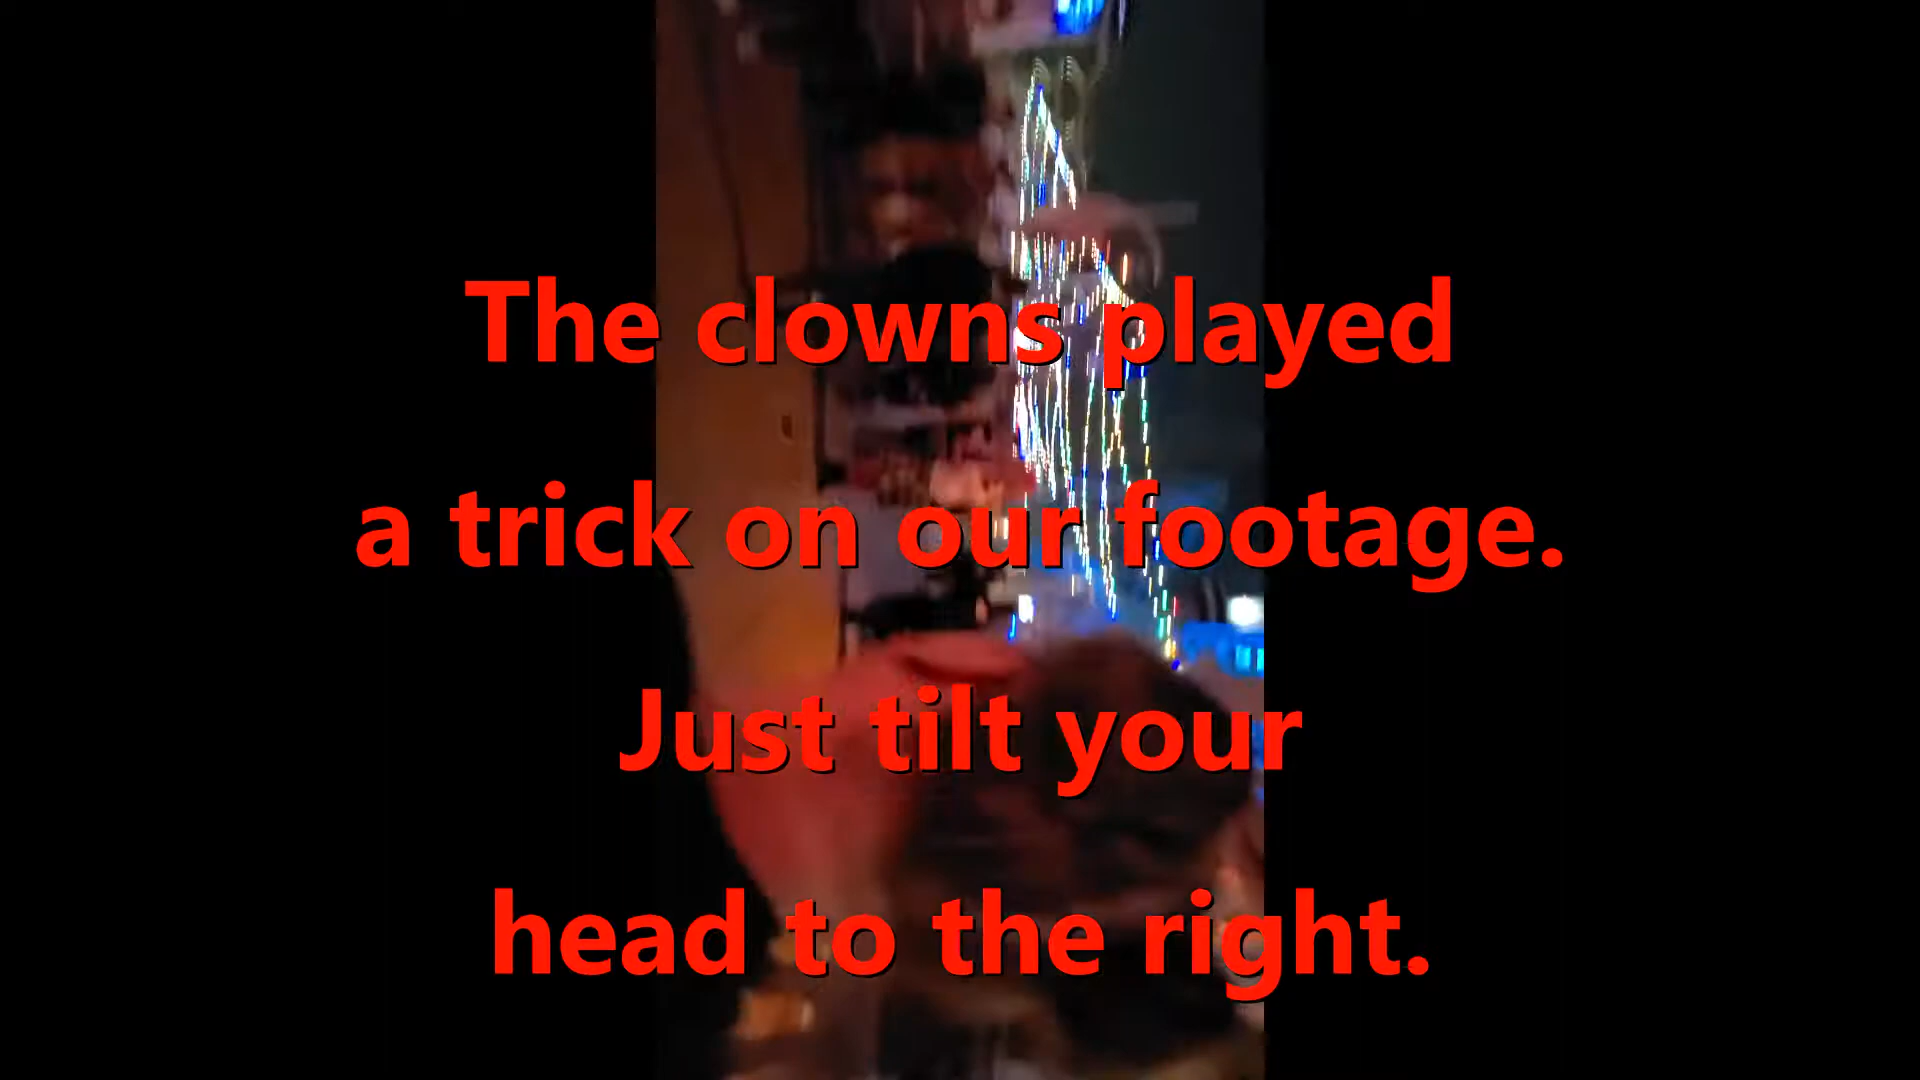 The clowns played
a trick on our footage.
Just tilt your
head to the right.